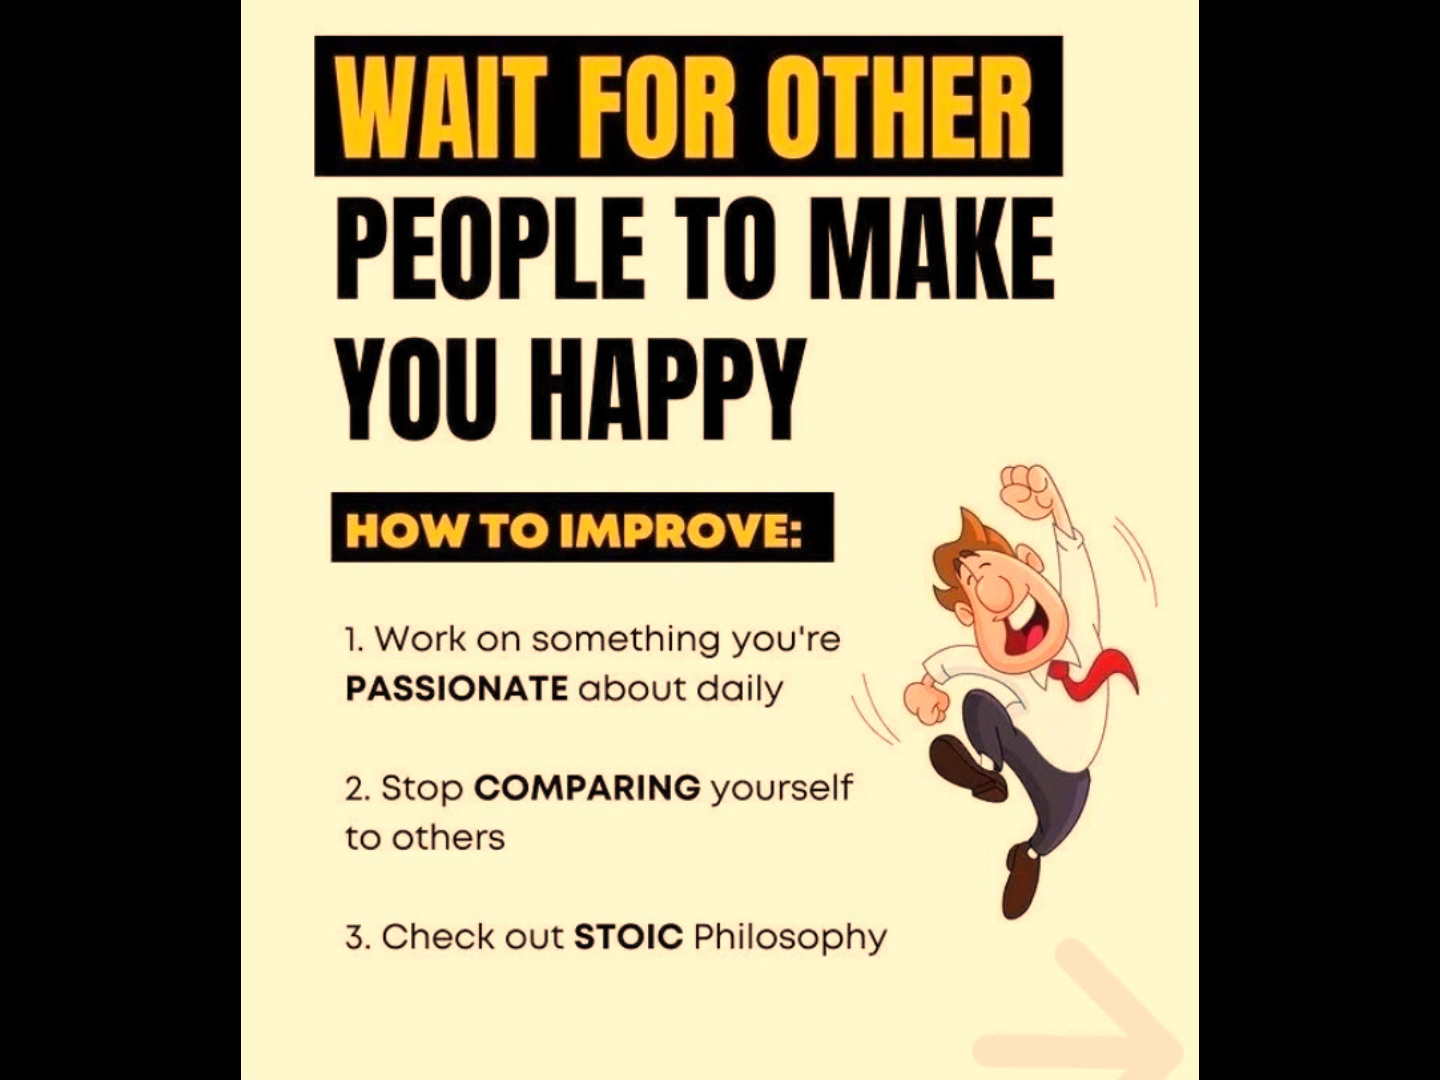 WAIT FOR OTHER
PEOPLE TO MAKE
YOU HAPPY
HOW TO IMPROVE:
1. Work on something you're
PASSIONATE about daily
2. Stop COMPARING yourself
to others
3. Check out STOIC Philosophy